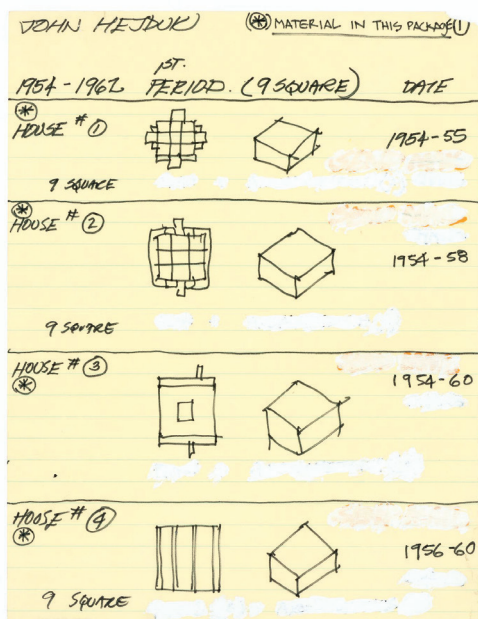 JOHN HEJDUK
(*) MATERIAL IN THIS PACKAGE (1)
1ST.
1954-1962 PERIOD. (9 SQUARE) DATE
(*)
HOUSE # (1) 1954-55
9 SQUARE
(*)
HOUSE # (2) 1954-58
9 SQUARE
HOUSE # (3) 1954-60
(*)
HOUSE # (4) 1956-60
(*)
9 SQUARE